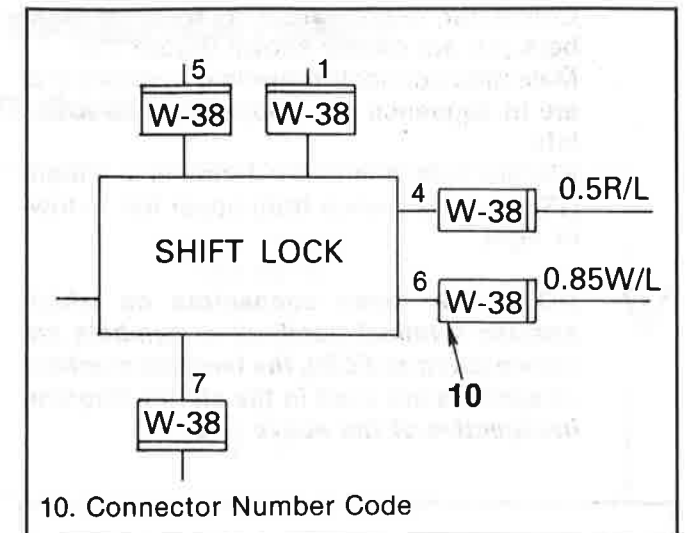 5 1
W-38 W-38
4 W-38 0.5R/L
SHIFT LOCK
6 W-38 0.85W/L
10
7
W-38
10. Connector Number Code